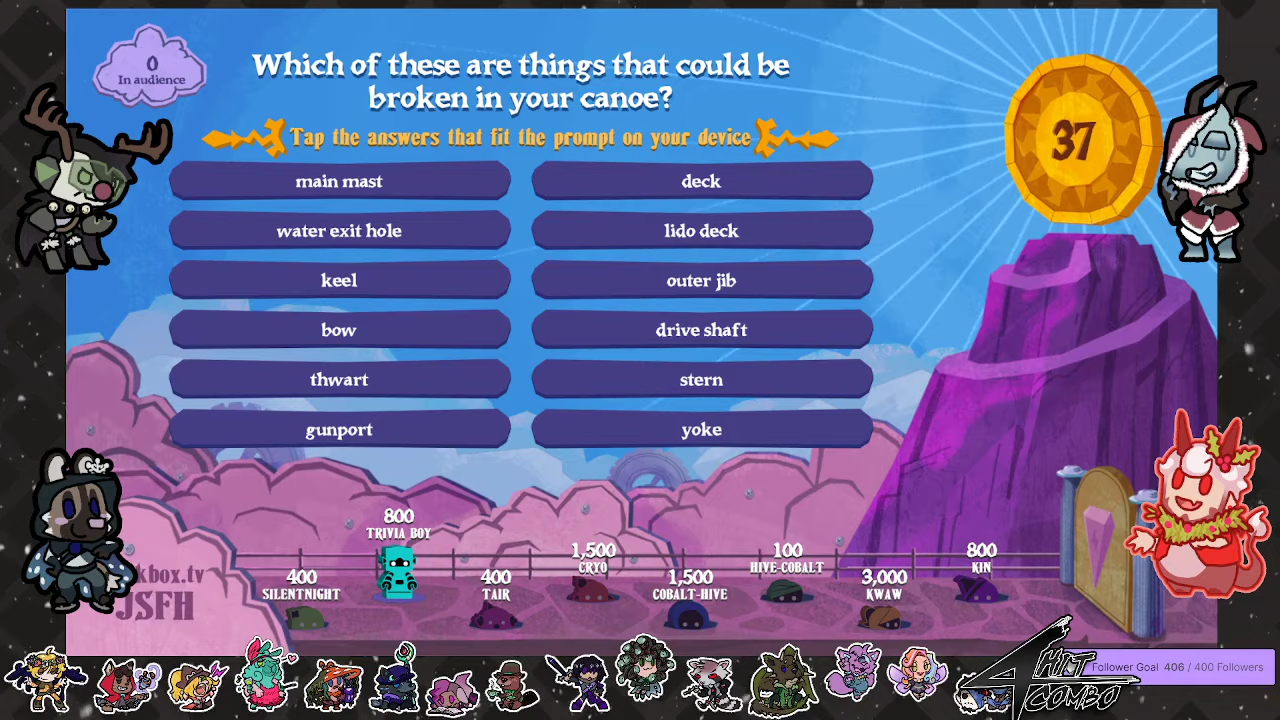 0
In audience
Which of these are things that could be
broken in your canoe?
Tap the answers that fit the prompt on your device
37
main mast
deck
water exit hole
lido deck
keel
outer jib
bow
drive shaft
thwart
stern
gunport
yoke
800
TRIVIA BOY
400
SILENTNIGHT
400
TAIR
1,500
CRYO
1,500
COBALT-HIVE
100
HIVE-COBALT
3,000
KWAW
800
KIN
kbox.tv
JSFH
4 HIT
COMBO
Follower Goal 406 / 400 Followers